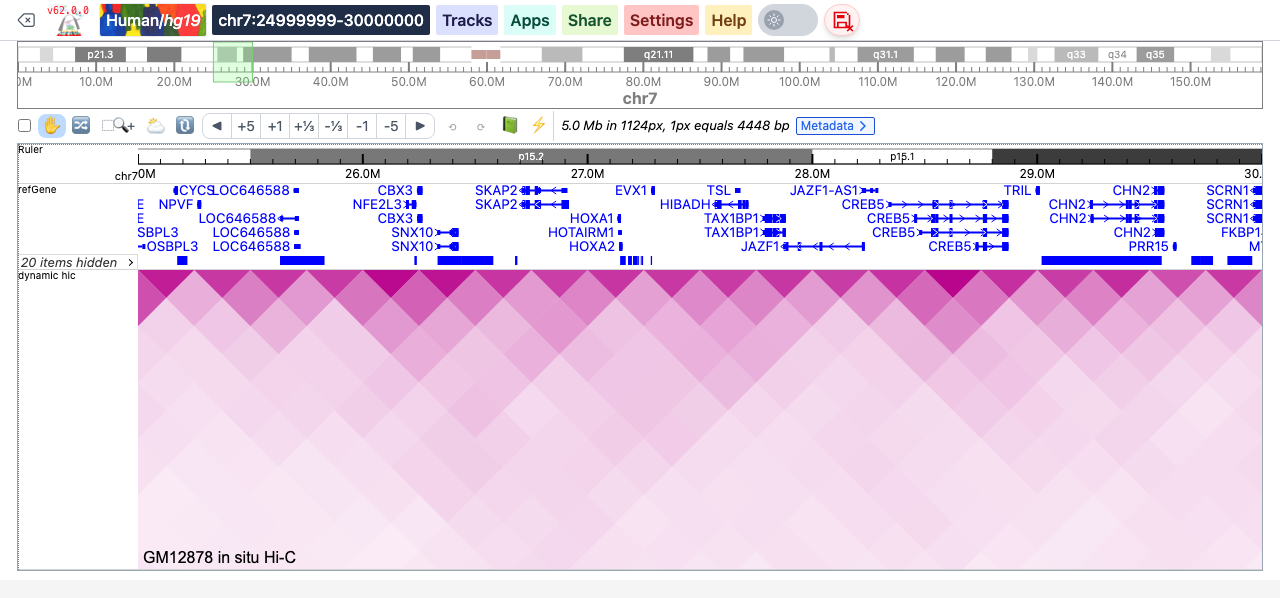 v62.0.0
Human/hg19 chr7:24999999-30000000 Tracks Apps Share Settings Help
p21.3 q21.11 q31.1 q33 q34 q35
0M 10.0M 20.0M 30.0M 40.0M 50.0M 60.0M 70.0M 80.0M 90.0M 100.0M 110.0M 120.0M 130.0M 140.0M 150.0M
chr7
◀ +5 +1 +⅓ -⅓ -1 -5 ▶ 5.0 Mb in 1124px, 1px equals 4448 bp Metadata
Ruler p15.2 p15.1
chr7 0M 26.0M 27.0M 28.0M 29.0M 30.
refGene CYCS LOC646588 CBX3 SKAP2 EVX1 TSL JAZF1-AS1 TRIL CHN2 SCRN1
E NPVF NFE2L3 SKAP2 HIBADH CREB5 CHN2 SCRN1
E LOC646588 CBX3 HOXA1 TAX1BP1 CREB5 CHN2 SCRN1
SBPL3 LOC646588 SNX10 HOTAIRM1 TAX1BP1 CREB5 CHN2 FKBP1
OSBPL3 LOC646588 SNX10 HOXA2 JAZF1 CREB5 PRR15
20 items hidden
dynamic hic
GM12878 in situ Hi-C